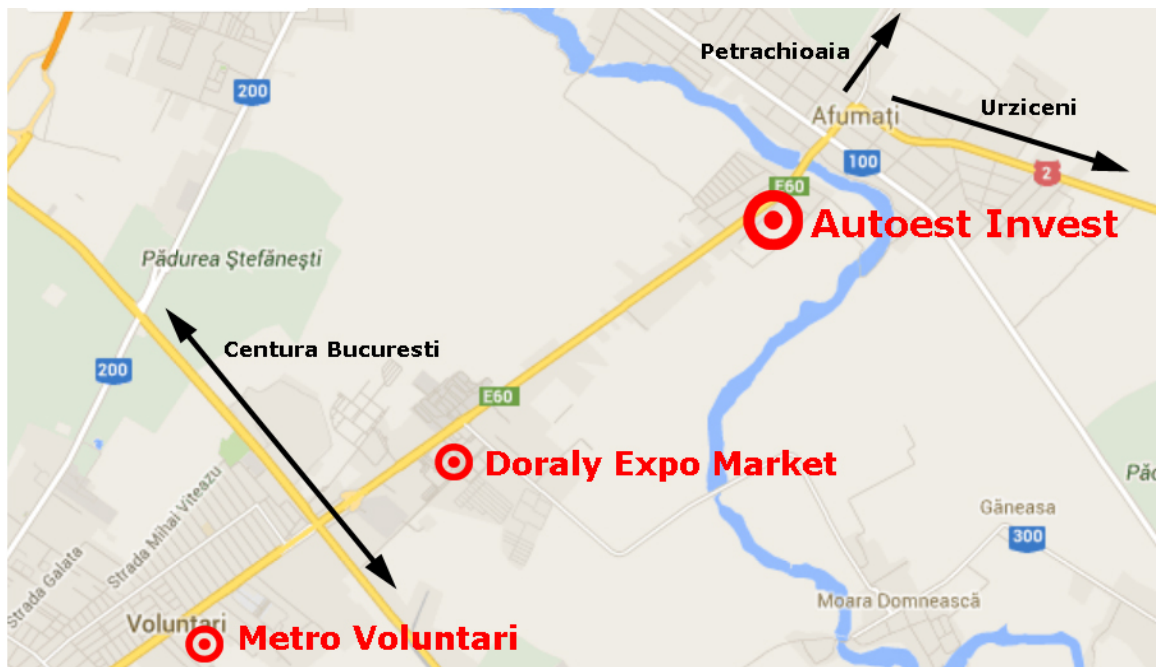 Petrachioaia
200
Urziceni
Afumați
100
2
E60
Autoest Invest
Pădurea Ștefănești
Centura Bucuresti
200
E60
Doraly Expo Market
Strada Mihai Viteazu
Găneasa
300
Strada Galata
Moara Domnească
Voluntari
Metro Voluntari